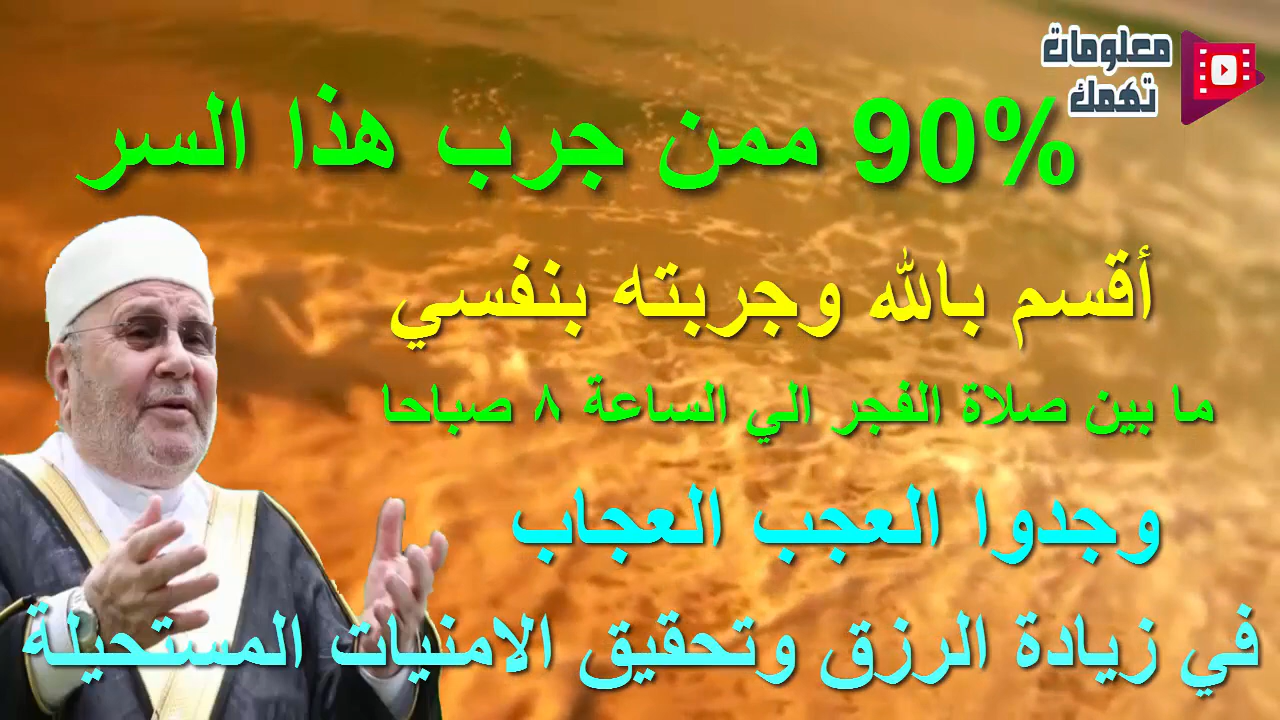 معلومات
تهمك
90% ممن جرب هذا السر
أقسم بالله وجربته بنفسي
ما بين صلاة الفجر الي الساعة ٨ صباحا
وجدوا العجب العجاب
في زيادة الرزق وتحقيق الامنيات المستحيلة